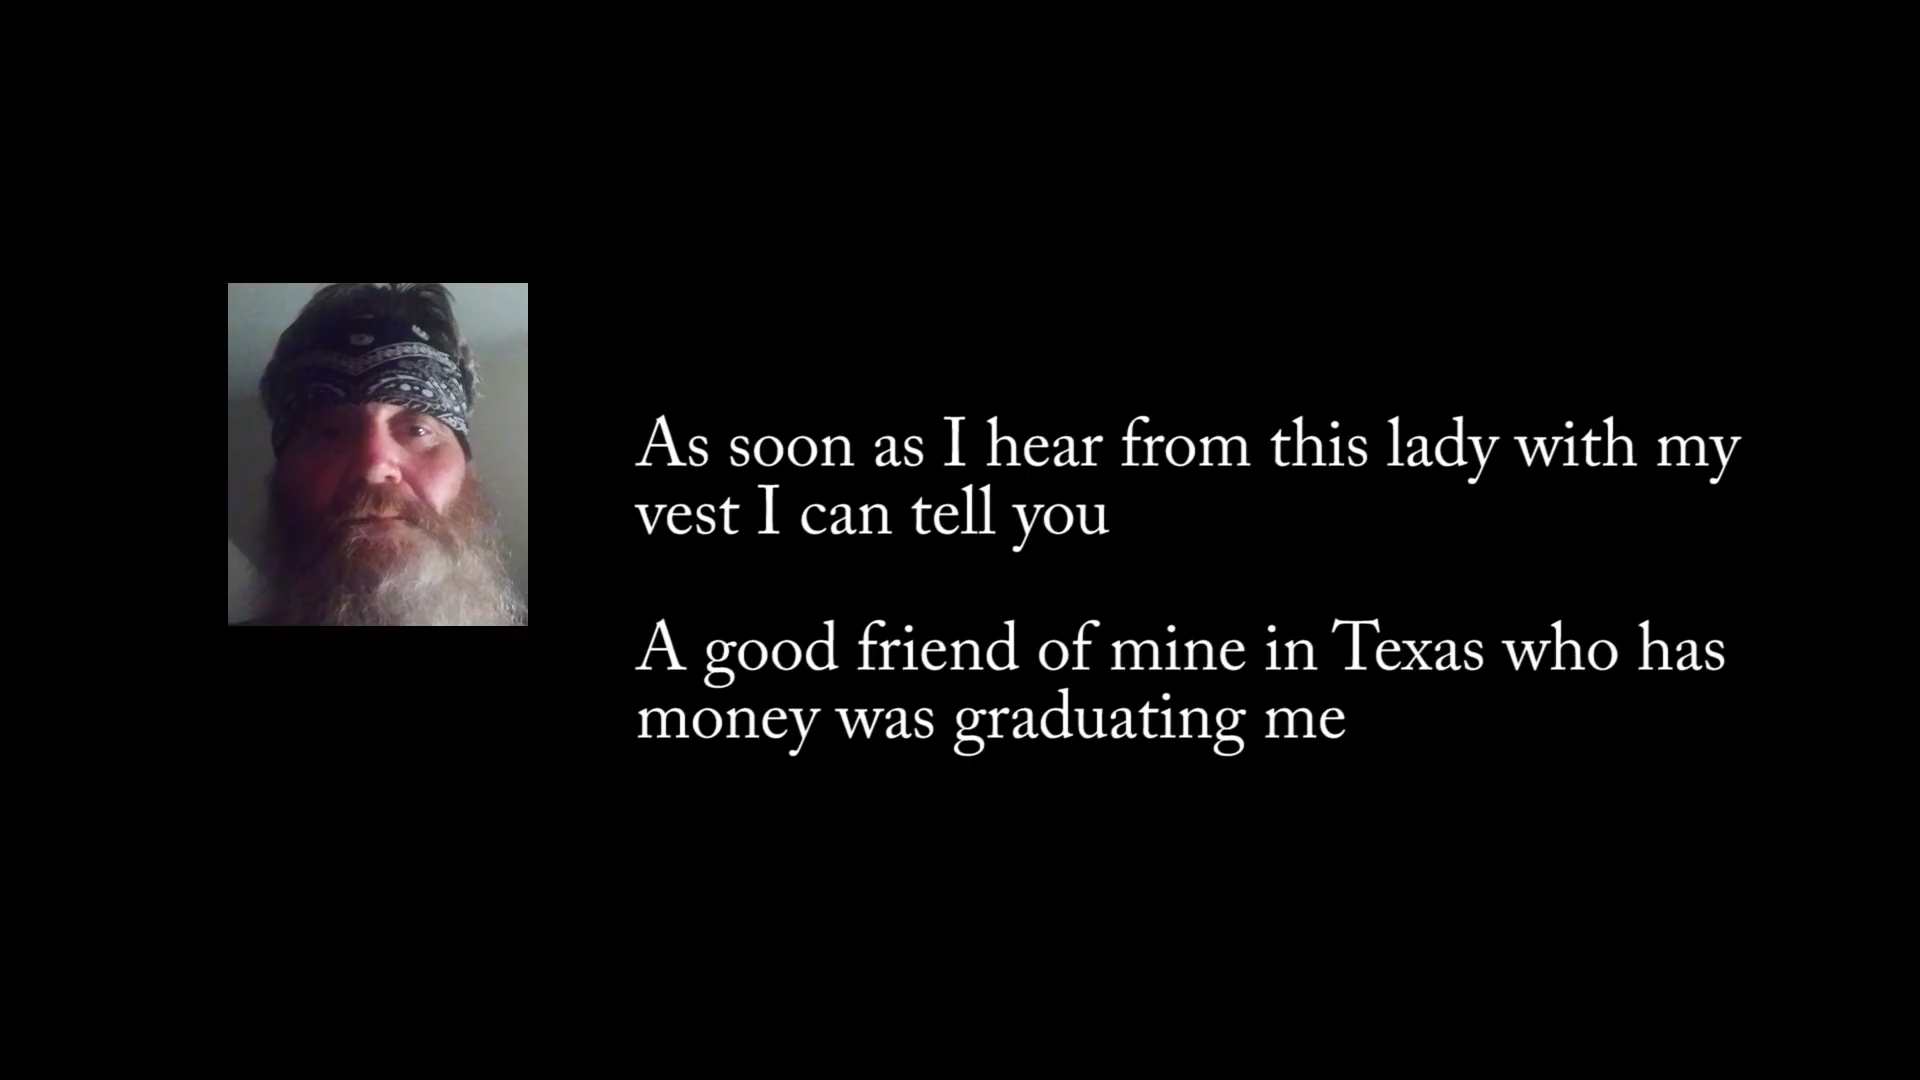 As soon as I hear from this lady with my
vest I can tell you
A good friend of mine in Texas who has
money was graduating me